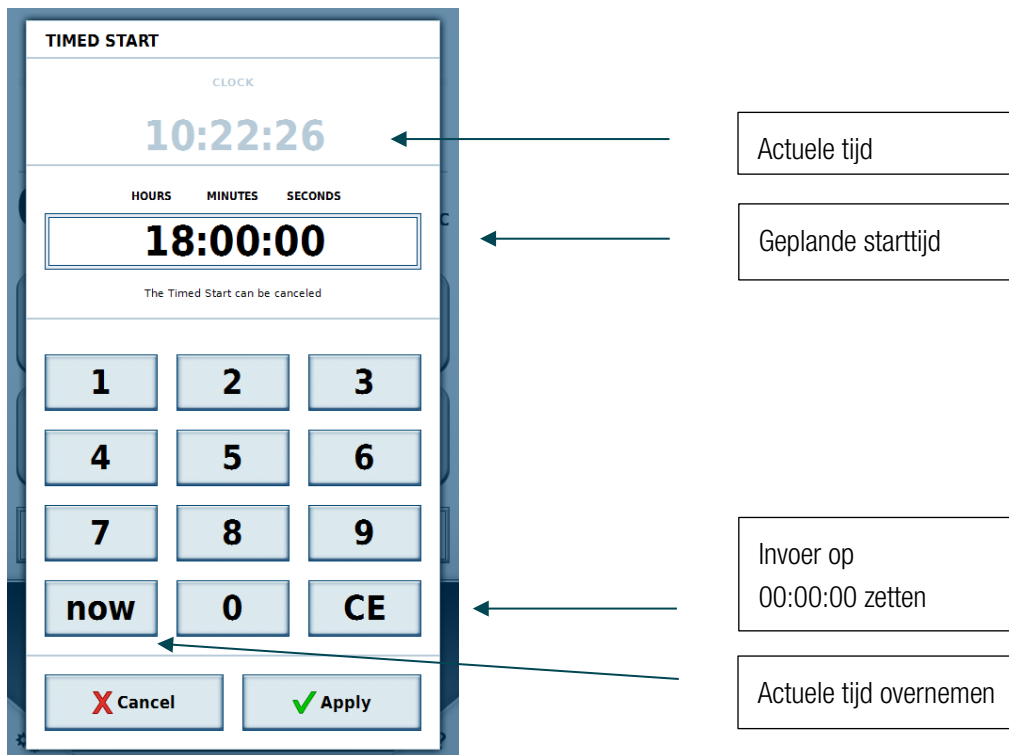 TIMED START
CLOCK
10:22:26
Actuele tijd
HOURS MINUTES SECONDS
18:00:00
C
Geplande starttijd
The Timed Start can be canceled
1 2 3
4 5 6
7 8 9
now 0 CE
Invoer op
00:00:00 zetten
Actuele tijd overnemen
Cancel Apply
?